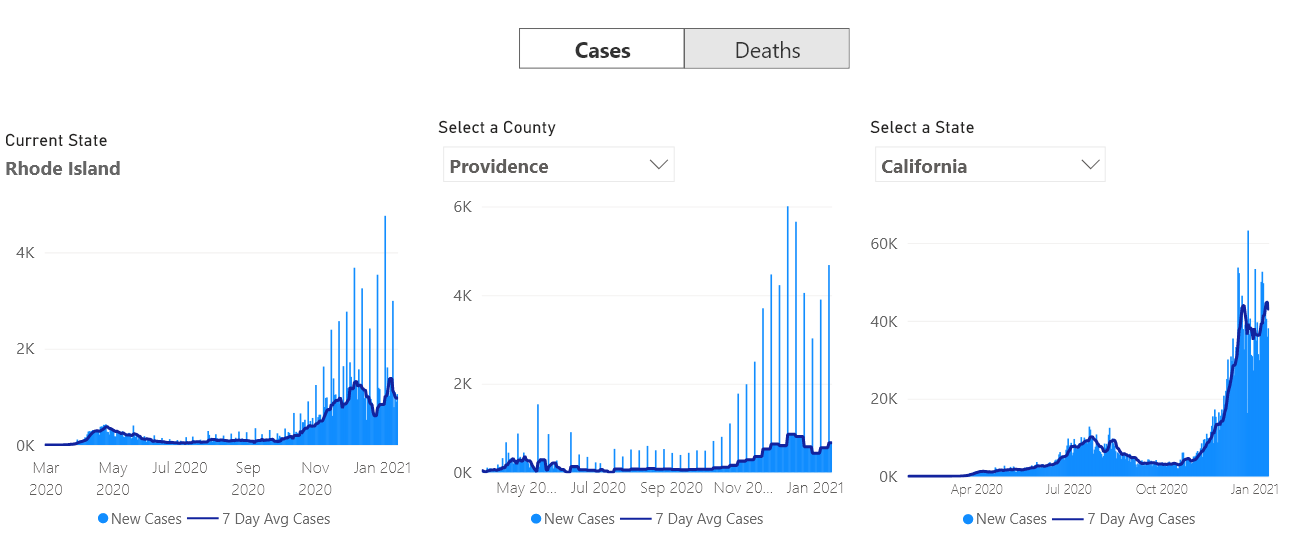 Cases Deaths
Current State
Rhode Island
4K
2K
0K
Mar 2020 May 2020 Jul 2020 Sep 2020 Nov 2020 Jan 2021
New Cases 7 Day Avg Cases
Select a County
Providence
6K
4K
2K
0K
May 20... Jul 2020 Sep 2020 Nov 20... Jan 2021
New Cases 7 Day Avg Cases
Select a State
California
60K
40K
20K
0K
Apr 2020 Jul 2020 Oct 2020 Jan 2021
New Cases 7 Day Avg Cases